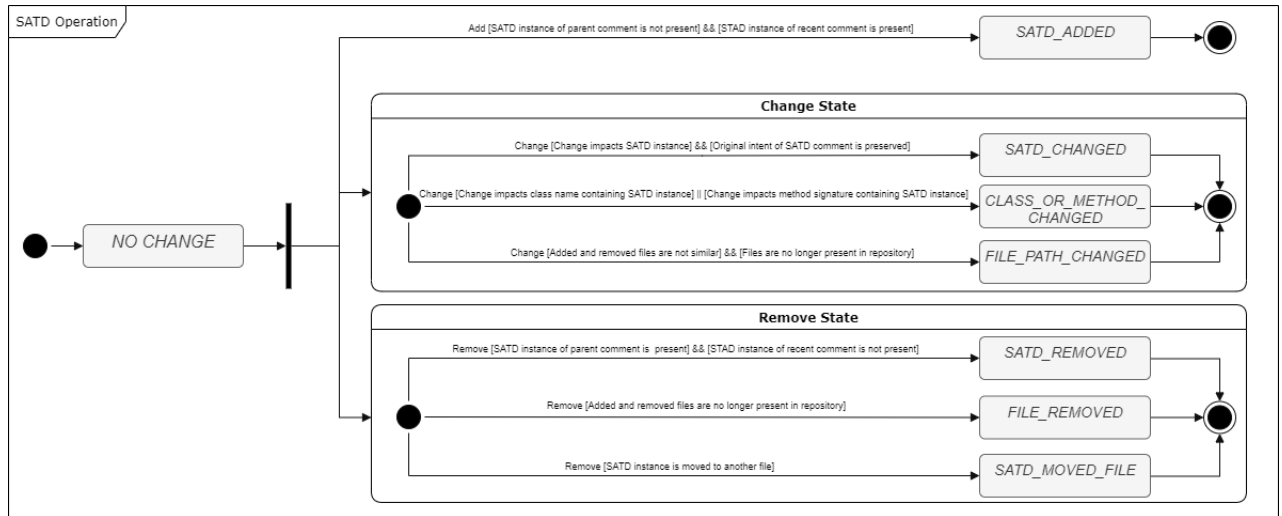 SATD Operation
Add [SATD instance of parent comment is not present] && [STAD instance of recent comment is present]
SATD_ADDED
Change State
Change [Change impacts SATD instance] && [Original intent of SATD comment is preserved]
SATD_CHANGED
Change [Change impacts class name containing SATD instance] || [Change impacts method signature containing SATD instance]
CLASS_OR_METHOD_
CHANGED
NO CHANGE
Change [Added and removed files are not similar] && [Files are no longer present in repository]
FILE_PATH_CHANGED
Remove State
Remove [SATD instance of parent comment is present] && [STAD instance of recent comment is not present]
SATD_REMOVED
Remove [Added and removed files are no longer present in repository]
FILE_REMOVED
Remove [SATD instance is moved to another file]
SATD_MOVED_FILE